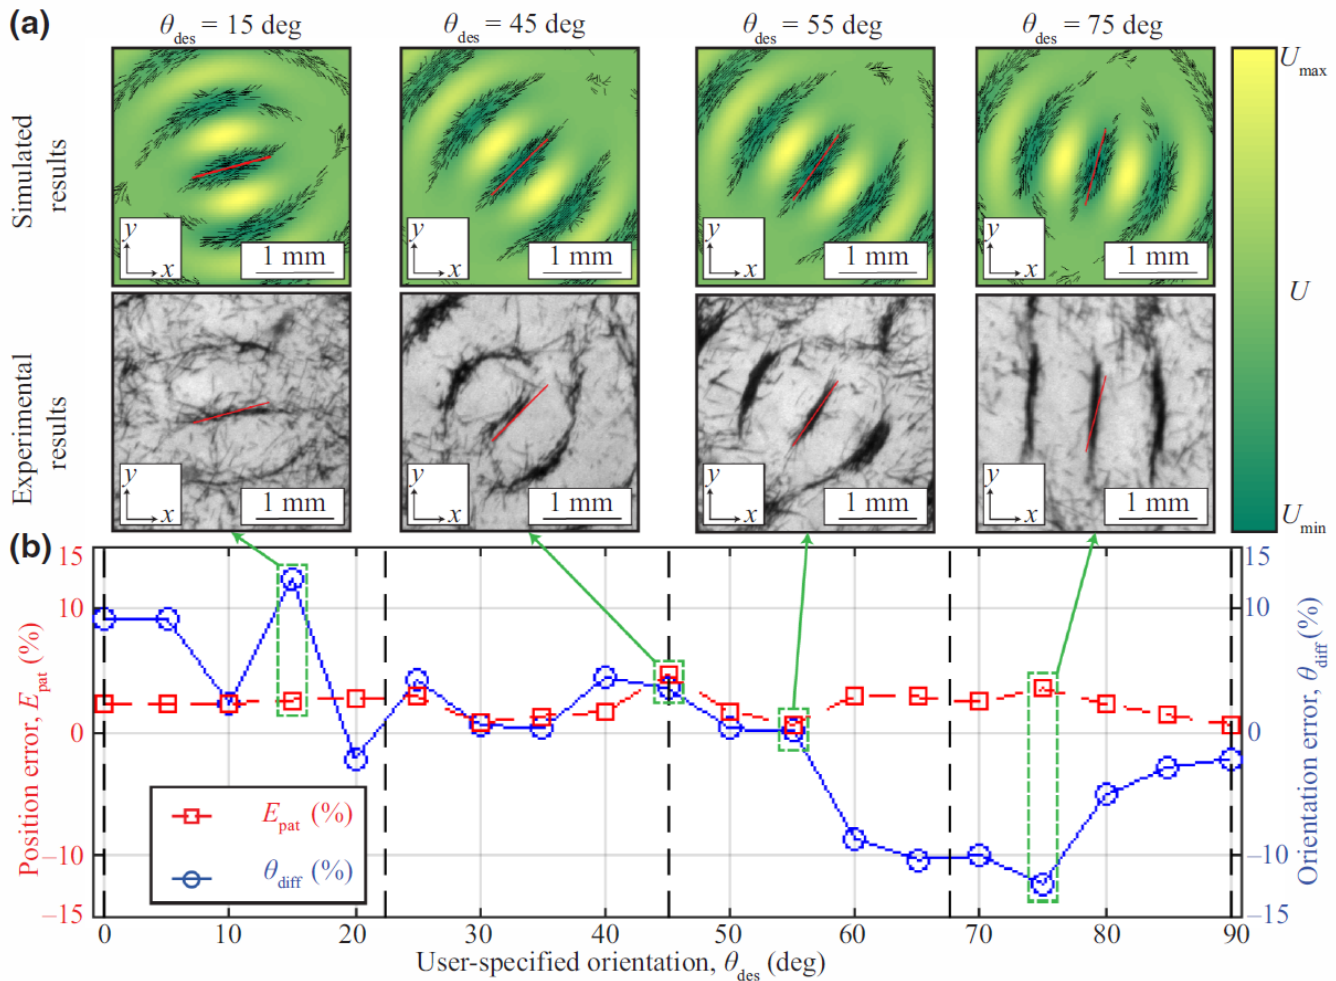 (a)
θdes = 15 deg
θdes = 45 deg
θdes = 55 deg
θdes = 75 deg
Simulated results
y
x
1 mm
y
x
1 mm
y
x
1 mm
y
x
1 mm
Umax
U
Umin
Experimental results
y
x
1 mm
y
x
1 mm
y
x
1 mm
y
x
1 mm
(b)
Position error, Epat (%)
15
10
0
−10
−15
Epat (%)
θdiff (%)
15
10
0
−10
−15
Orientation error, θdiff (%)
0 10 20 30 40 50 60 70 80 90
User-specified orientation, θdes (deg)